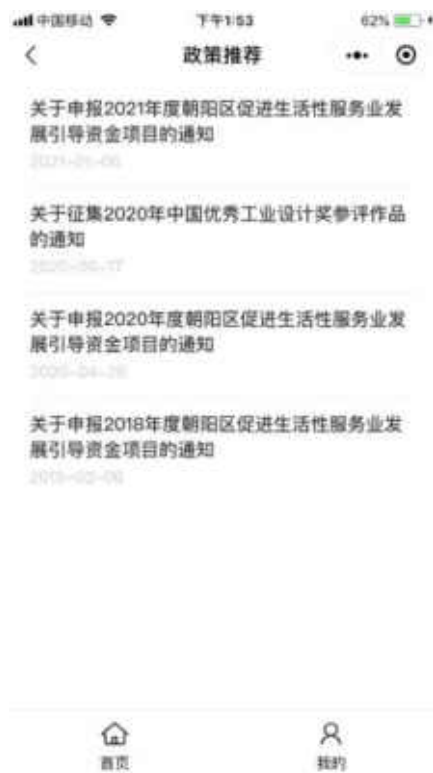 中国移动 下午1:53 62%
政策推荐
关于申报2021年度朝阳区促进生活性服务业发
展引导资金项目的通知
关于征集2020年中国优秀工业设计奖参评作品
的通知
关于申报2020年度朝阳区促进生活性服务业发
展引导资金项目的通知
2020-04-26
关于申报2018年度朝阳区促进生活性服务业发
展引导资金项目的通知
首页 我的